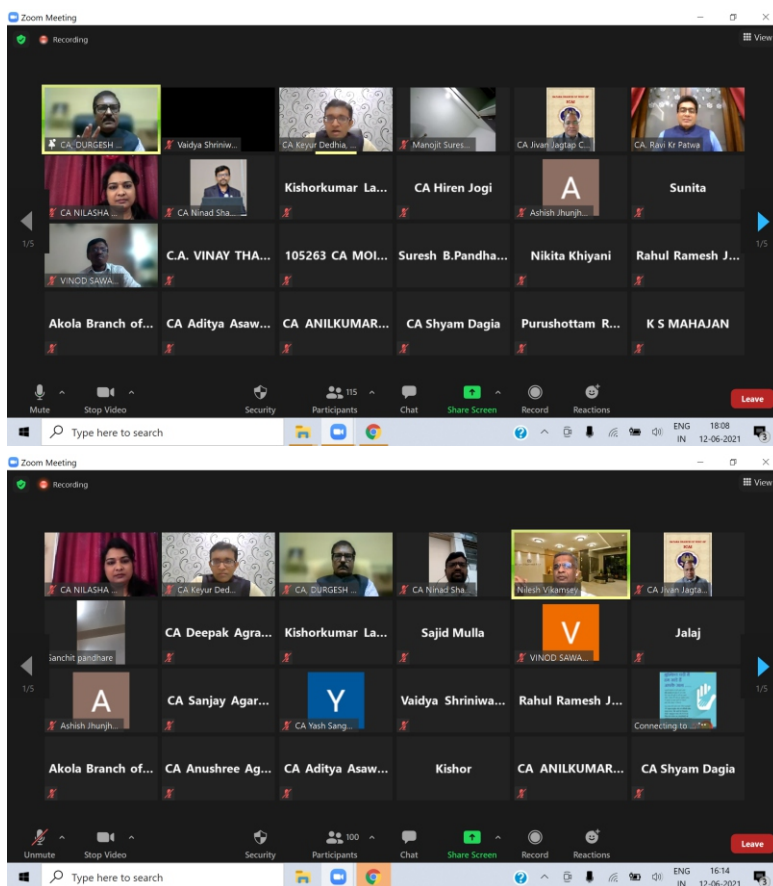 Zoom Meeting
Recording
View
CA, DURGESH ...
Vaidya Shriniw...
CA Keyur Dedhia, ...
Manojit Sures...
CA Jivan Jagtap C...
CA. Ravi Kr Patwa
CA NILASHA ...
CA Ninad Sha...
Kishorkumar La...
CA Hiren Jogi
A
Ashish Jhunjh...
Sunita
1/5
1/5
VINOD SAWA...
C.A. VINAY THA...
105263 CA MOI...
Suresh B.Pandha...
Nikita Khiyani
Rahul Ramesh J...
Akola Branch of...
CA Aditya Asaw...
CA ANILKUMAR...
CA Shyam Dagia
Purushottam R...
K S MAHAJAN
Mute
Stop Video
Security
115
Participants
Chat
Share Screen
Record
Reactions
Leave
Type here to search
ENG
IN
18:08
12-06-2021
3
Zoom Meeting
Recording
View
CA NILASHA ...
CA Keyur Ded...
CA, DURGESH ...
CA Ninad Sha...
Nilesh Vikamsey
CA Jivan Jagta...
Sanchit pandhare
CA Deepak Agra...
Kishorkumar La...
Sajid Mulla
V
VINOD SAWA...
Jalaj
1/5
1/5
A
Ashish Jhunjh...
CA Sanjay Agar...
Y
CA Yash Sang...
Vaidya Shriniwa...
Rahul Ramesh J...
Connecting to ...
Akola Branch of...
CA Anushree Ag...
CA Aditya Asaw...
Kishor
CA ANILKUMAR...
CA Shyam Dagia
Unmute
Stop Video
Security
100
Participants
Chat
Share Screen
Record
Reactions
Leave
Type here to search
ENG
IN
16:14
12-06-2021
3